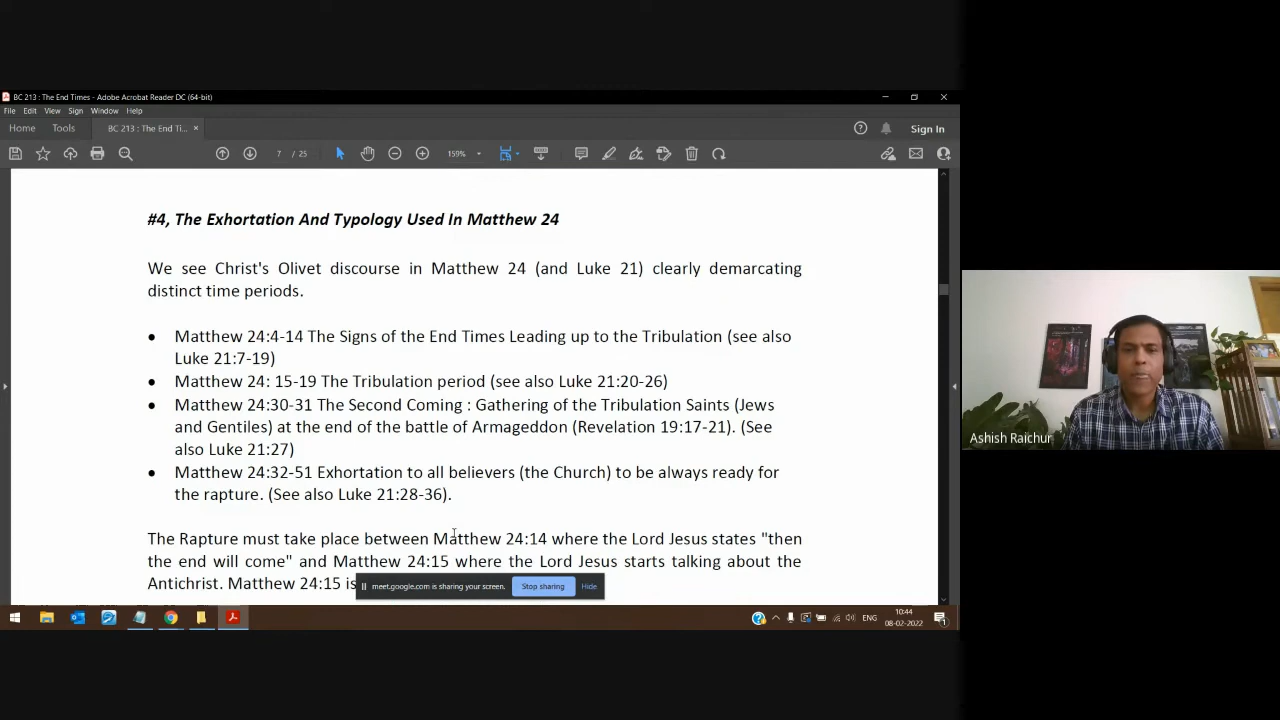 BC 213 : The End Times - Adobe Acrobat Reader DC (64-bit)
File Edit View Sign Window Help
Home Tools BC 213 : The End Ti... × Sign In
7 / 25 159%
#4, The Exhortation And Typology Used In Matthew 24
We see Christ's Olivet discourse in Matthew 24 (and Luke 21) clearly demarcating
distinct time periods.
• Matthew 24:4-14 The Signs of the End Times Leading up to the Tribulation (see also
Luke 21:7-19)
• Matthew 24: 15-19 The Tribulation period (see also Luke 21:20-26)
• Matthew 24:30-31 The Second Coming : Gathering of the Tribulation Saints (Jews
and Gentiles) at the end of the battle of Armageddon (Revelation 19:17-21). (See
also Luke 21:27)
• Matthew 24:32-51 Exhortation to all believers (the Church) to be always ready for
the rapture. (See also Luke 21:28-36).
The Rapture must take place between Matthew 24:14 where the Lord Jesus states "then
the end will come" and Matthew 24:15 where the Lord Jesus starts talking about the
Antichrist. Matthew 24:15 is
meet.google.com is sharing your screen. Stop sharing Hide
ENG
10:44
08-02-2022
Ashish Raichur